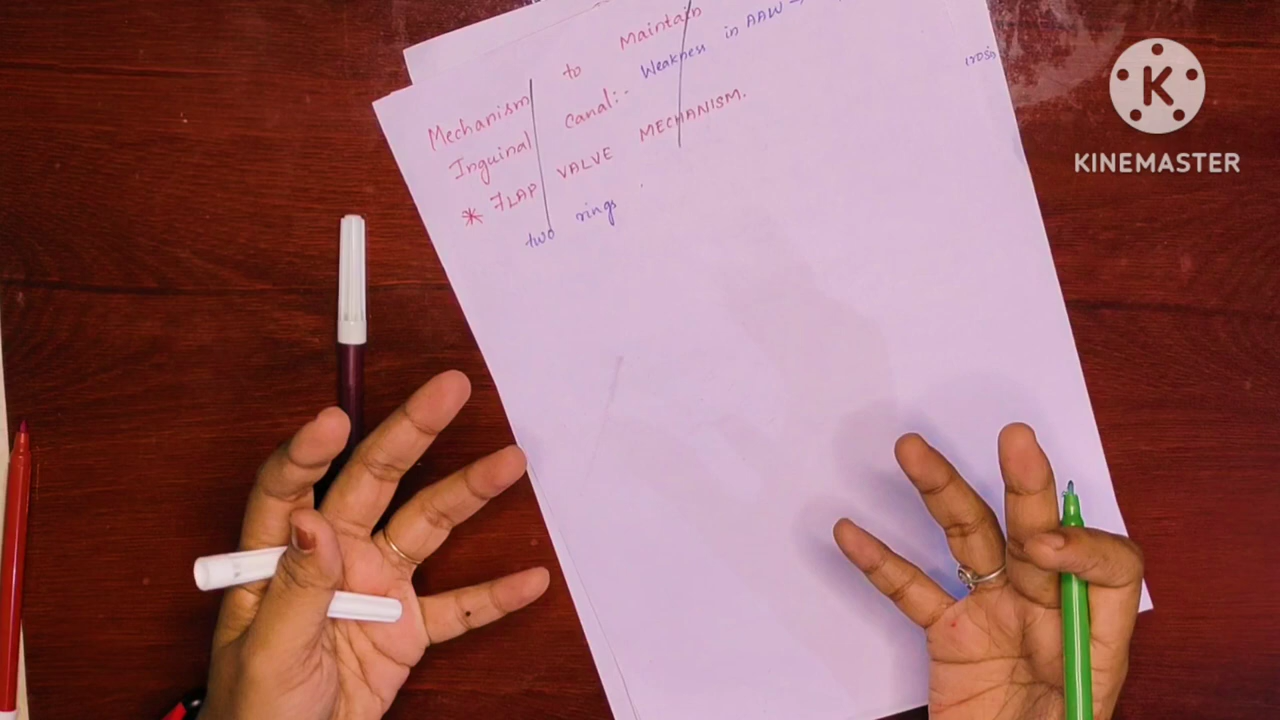 Mechanism to Maintain
Inguinal Canal:- Weakness in AAW →
* FLAP VALVE MECHANISM.
two rings
K
KINEMASTER